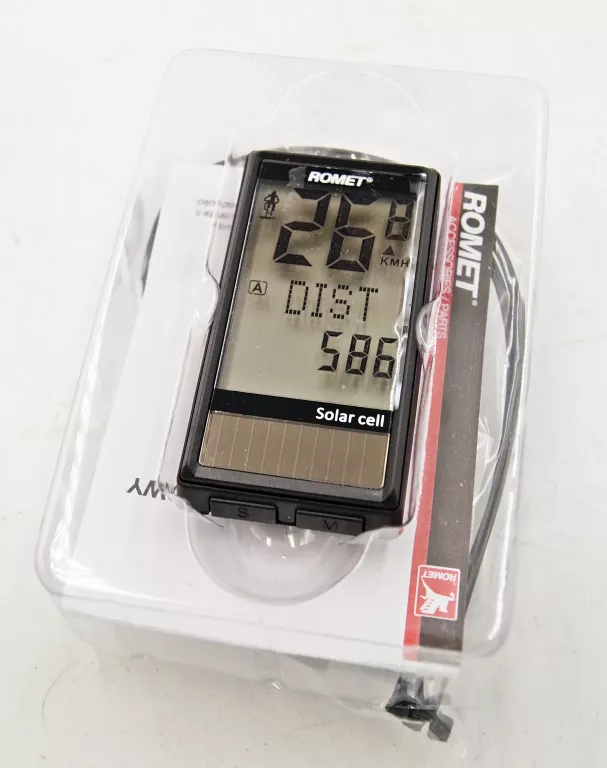 ROMET®
26 8
KMH
A DIST
586
Solar cell
S M
ROMET®
ACCESSORIES / PARTS
ROMET